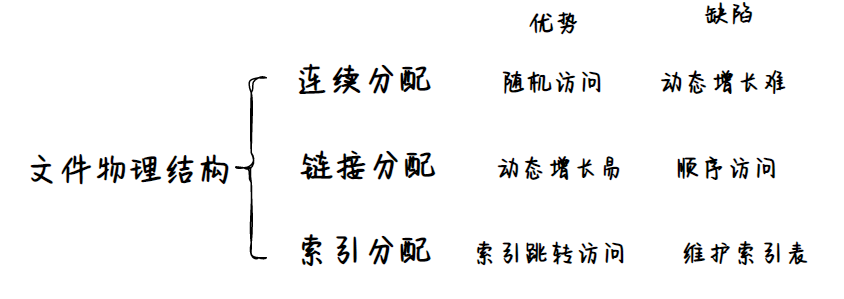 优势 缺陷
连续分配 随机访问 动态增长难
文件物理结构 链接分配 动态增长易 顺序访问
索引分配 索引跳转访问 维护索引表